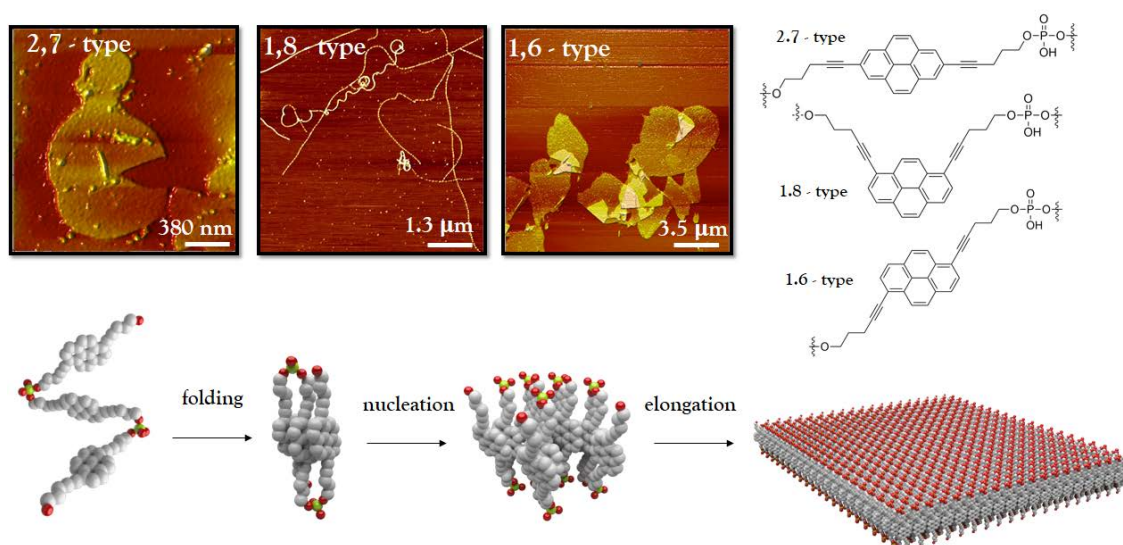 2,7 - type
380 nm
1,8 - type
1.3 µm
1,6 - type
3.5 µm
2.7 - type
O
O
P
O
OH
O
O
O
O
P
O
OH
1.8 - type
O
O
P
O
OH
1.6 - type
O
folding
nucleation
elongation